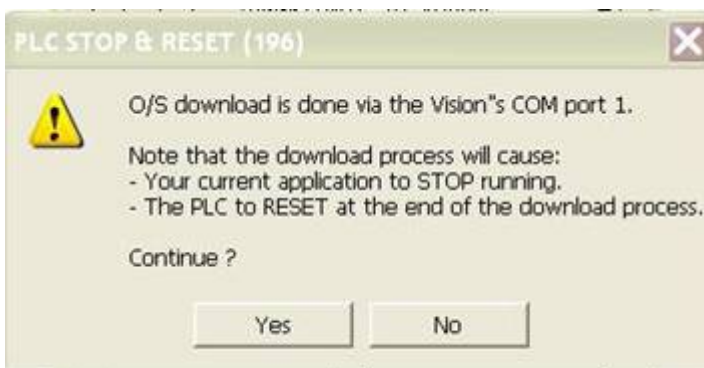 PLC STOP & RESET (196)
O/S download is done via the Vision"s COM port 1.
Note that the download process will cause:
- Your current application to STOP running.
- The PLC to RESET at the end of the download process.
Continue ?
Yes
No